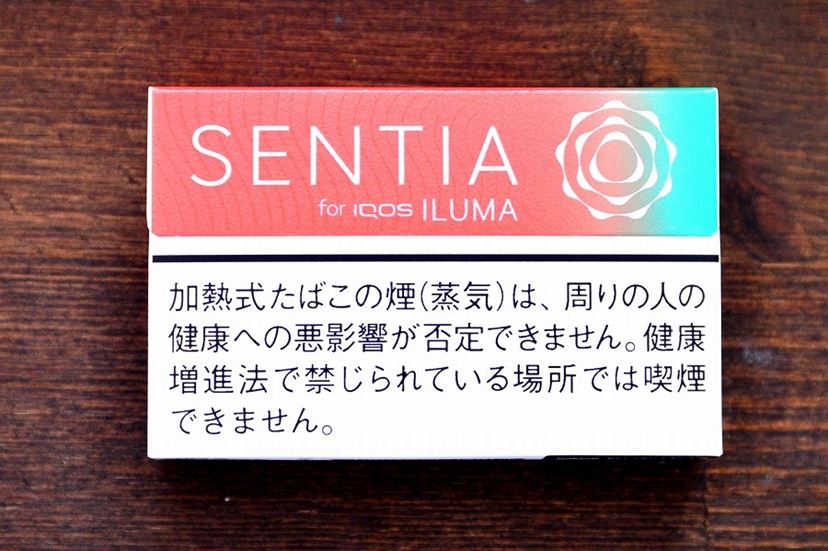 SENTIA
for IQOS ILUMA
加熱式たばこの煙(蒸気)は、周りの人の
健康への悪影響が否定できません。健康
増進法で禁じられている場所では喫煙
できません。